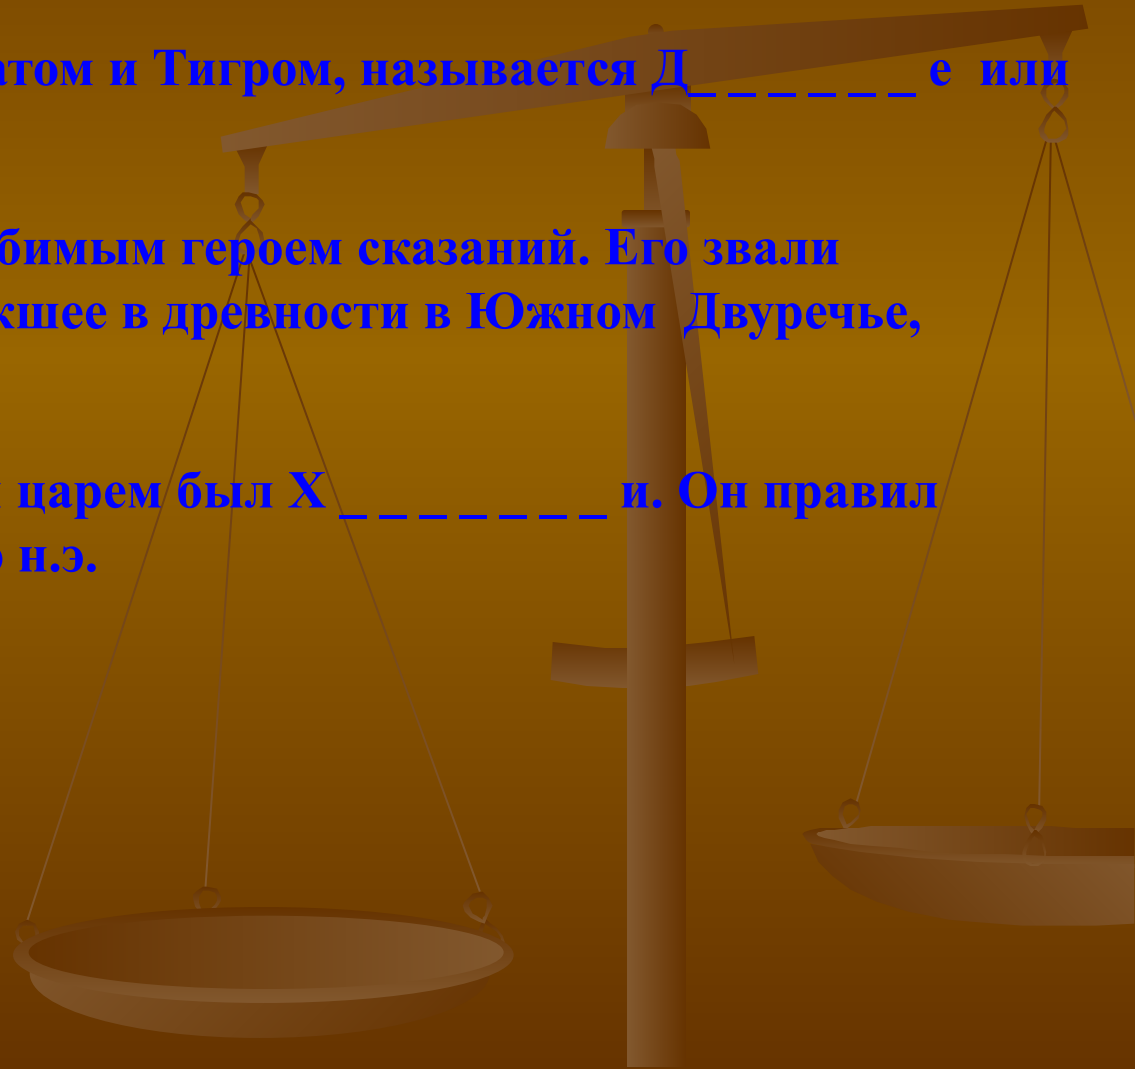 атом и Тигром, называется Д_ _ _ _ _ _ е или
бимым героем сказаний. Его звали
кшее в древности в Южном Двуречье,
царем был Х _ _ _ _ _ _ _ и. Он правил
о н.э.